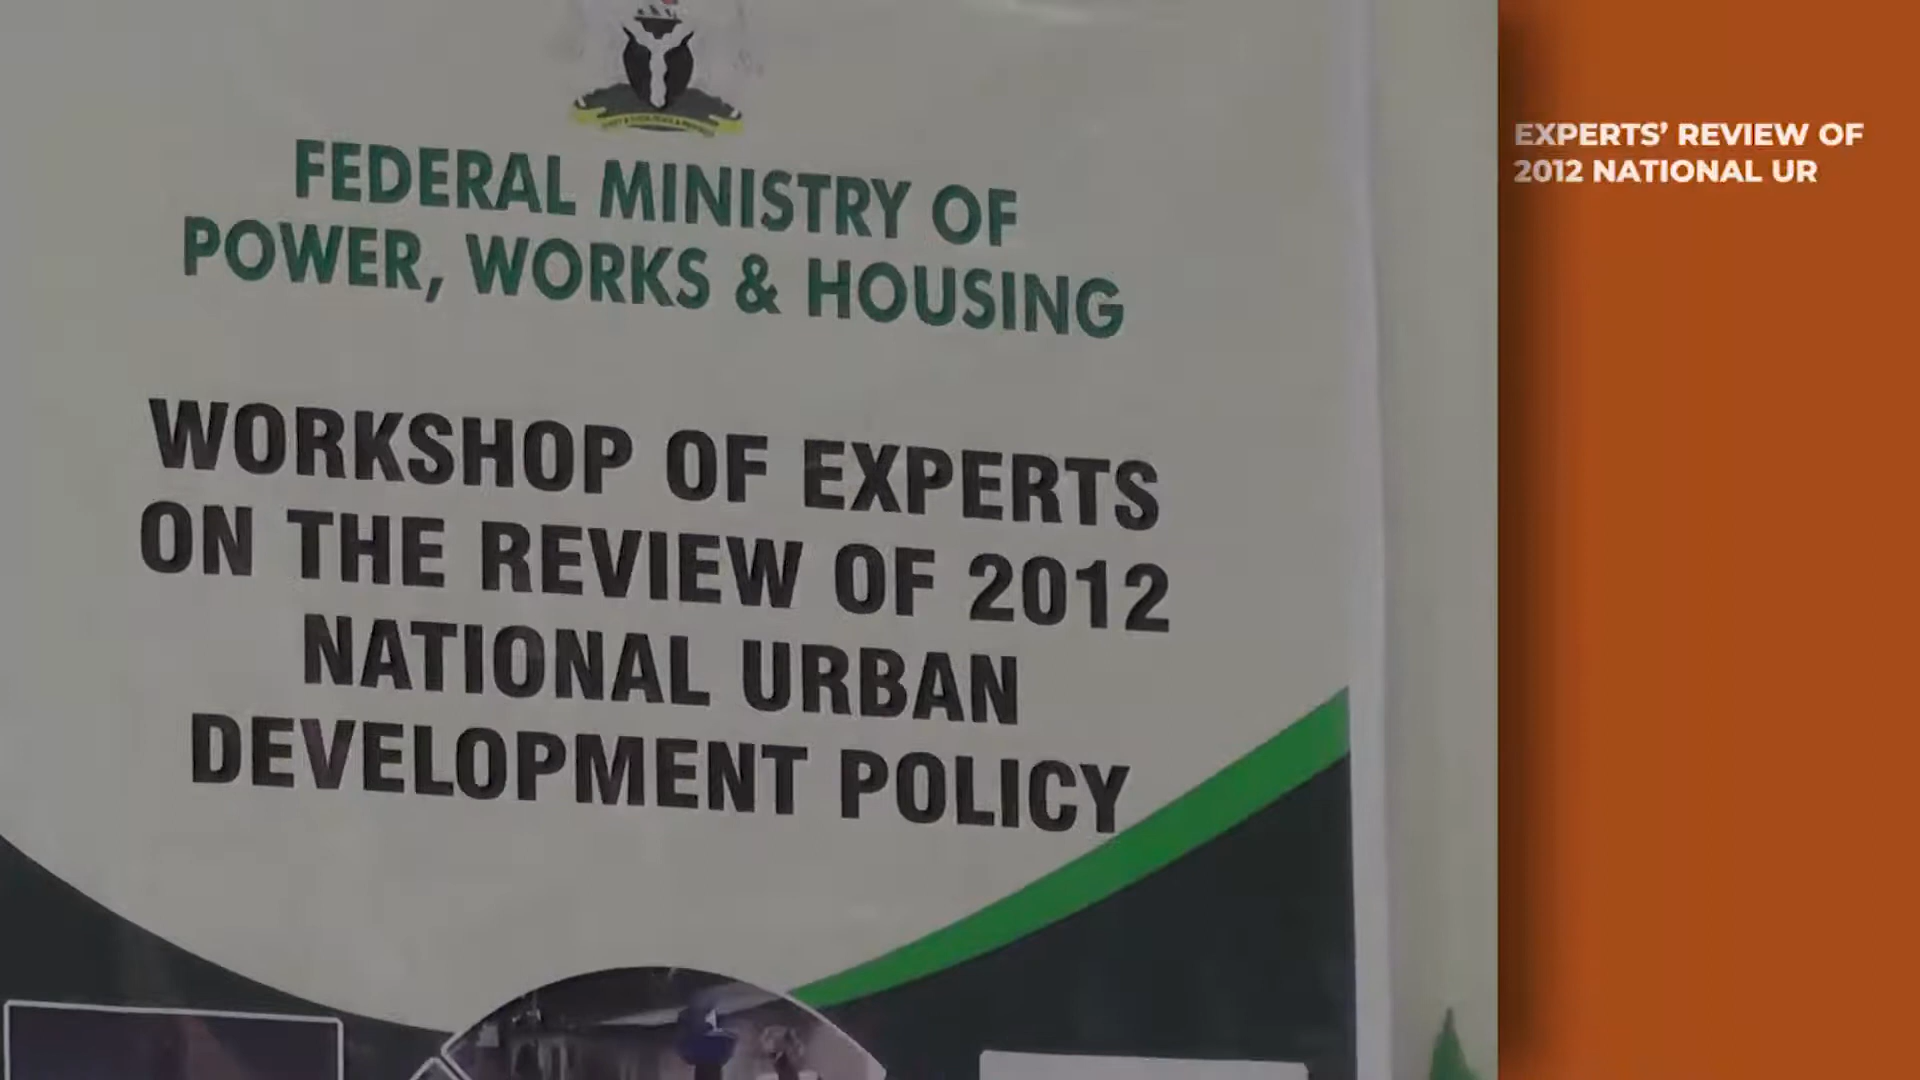 FEDERAL MINISTRY OF
POWER, WORKS & HOUSING
WORKSHOP OF EXPERTS
ON THE REVIEW OF 2012
NATIONAL URBAN
DEVELOPMENT POLICY
EXPERTS’ REVIEW OF
2012 NATIONAL UR